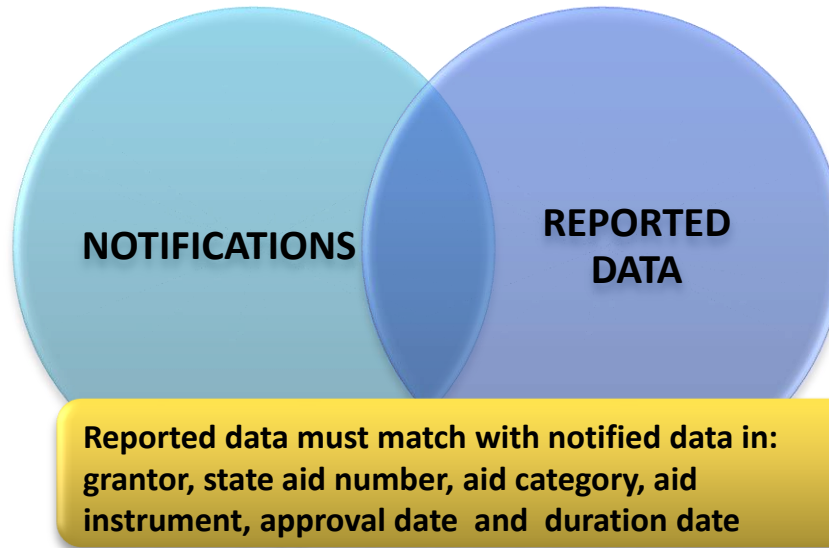 NOTIFICATIONS
REPORTED
DATA
Reported data must match with notified data in:
grantor, state aid number, aid category, aid
instrument, approval date and duration date